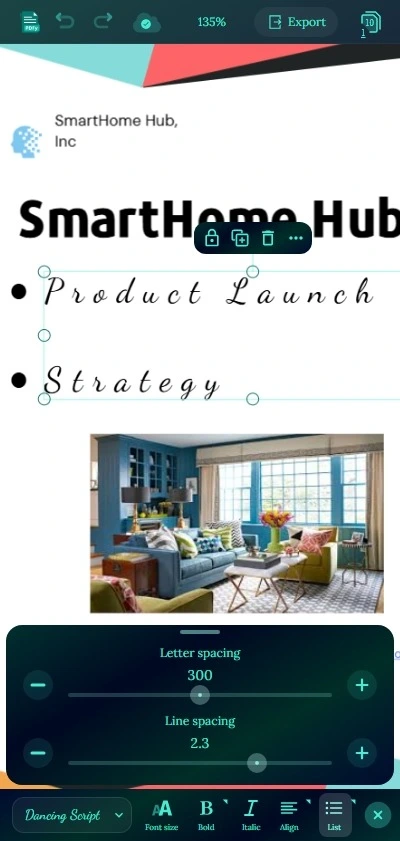 135%
Export
10
1
SmartHome Hub,
Inc
SmartHome Hub
• Product Launch
• Strategy
Letter spacing
300
Line spacing
2.3
Dancing Script
Font size
Bold
Italic
Align
List